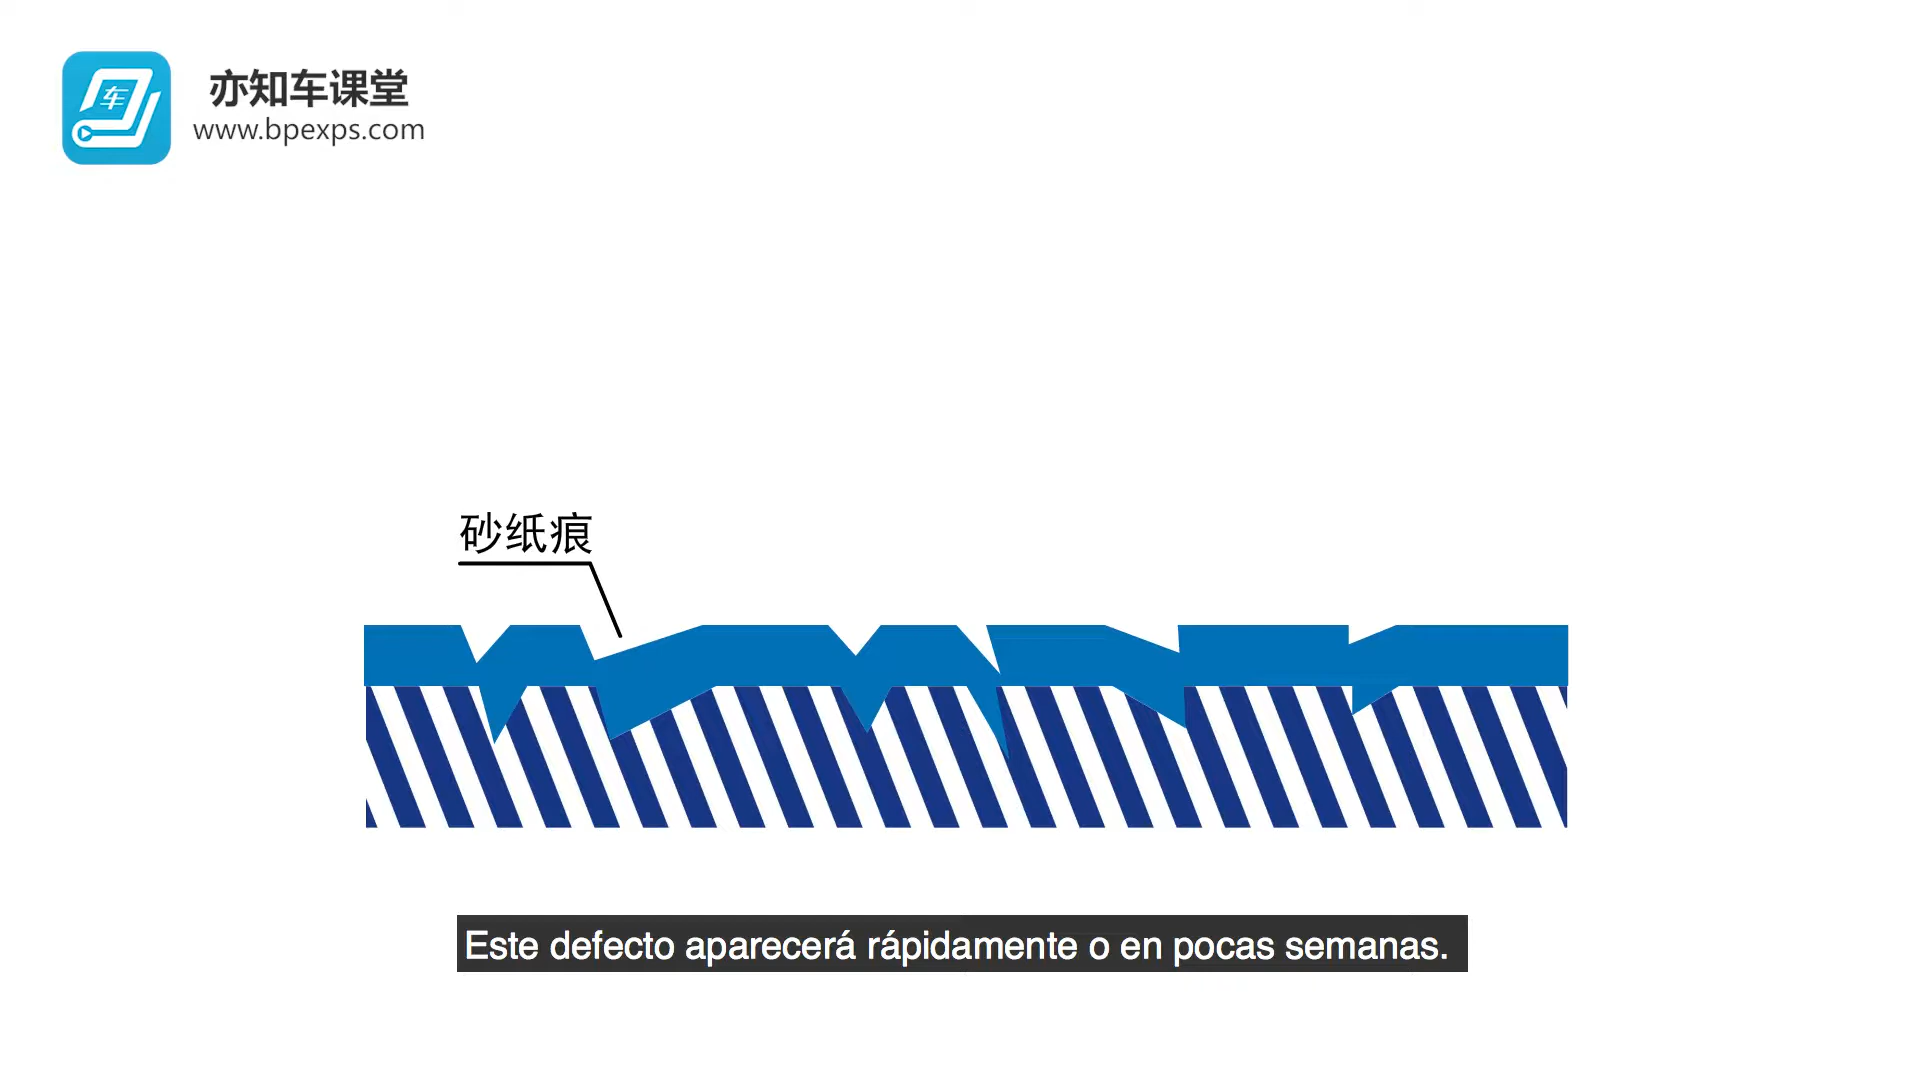 车
亦知车课堂
www.bpexps.com
砂纸痕
Este defecto aparecerá rápidamente o en pocas semanas.